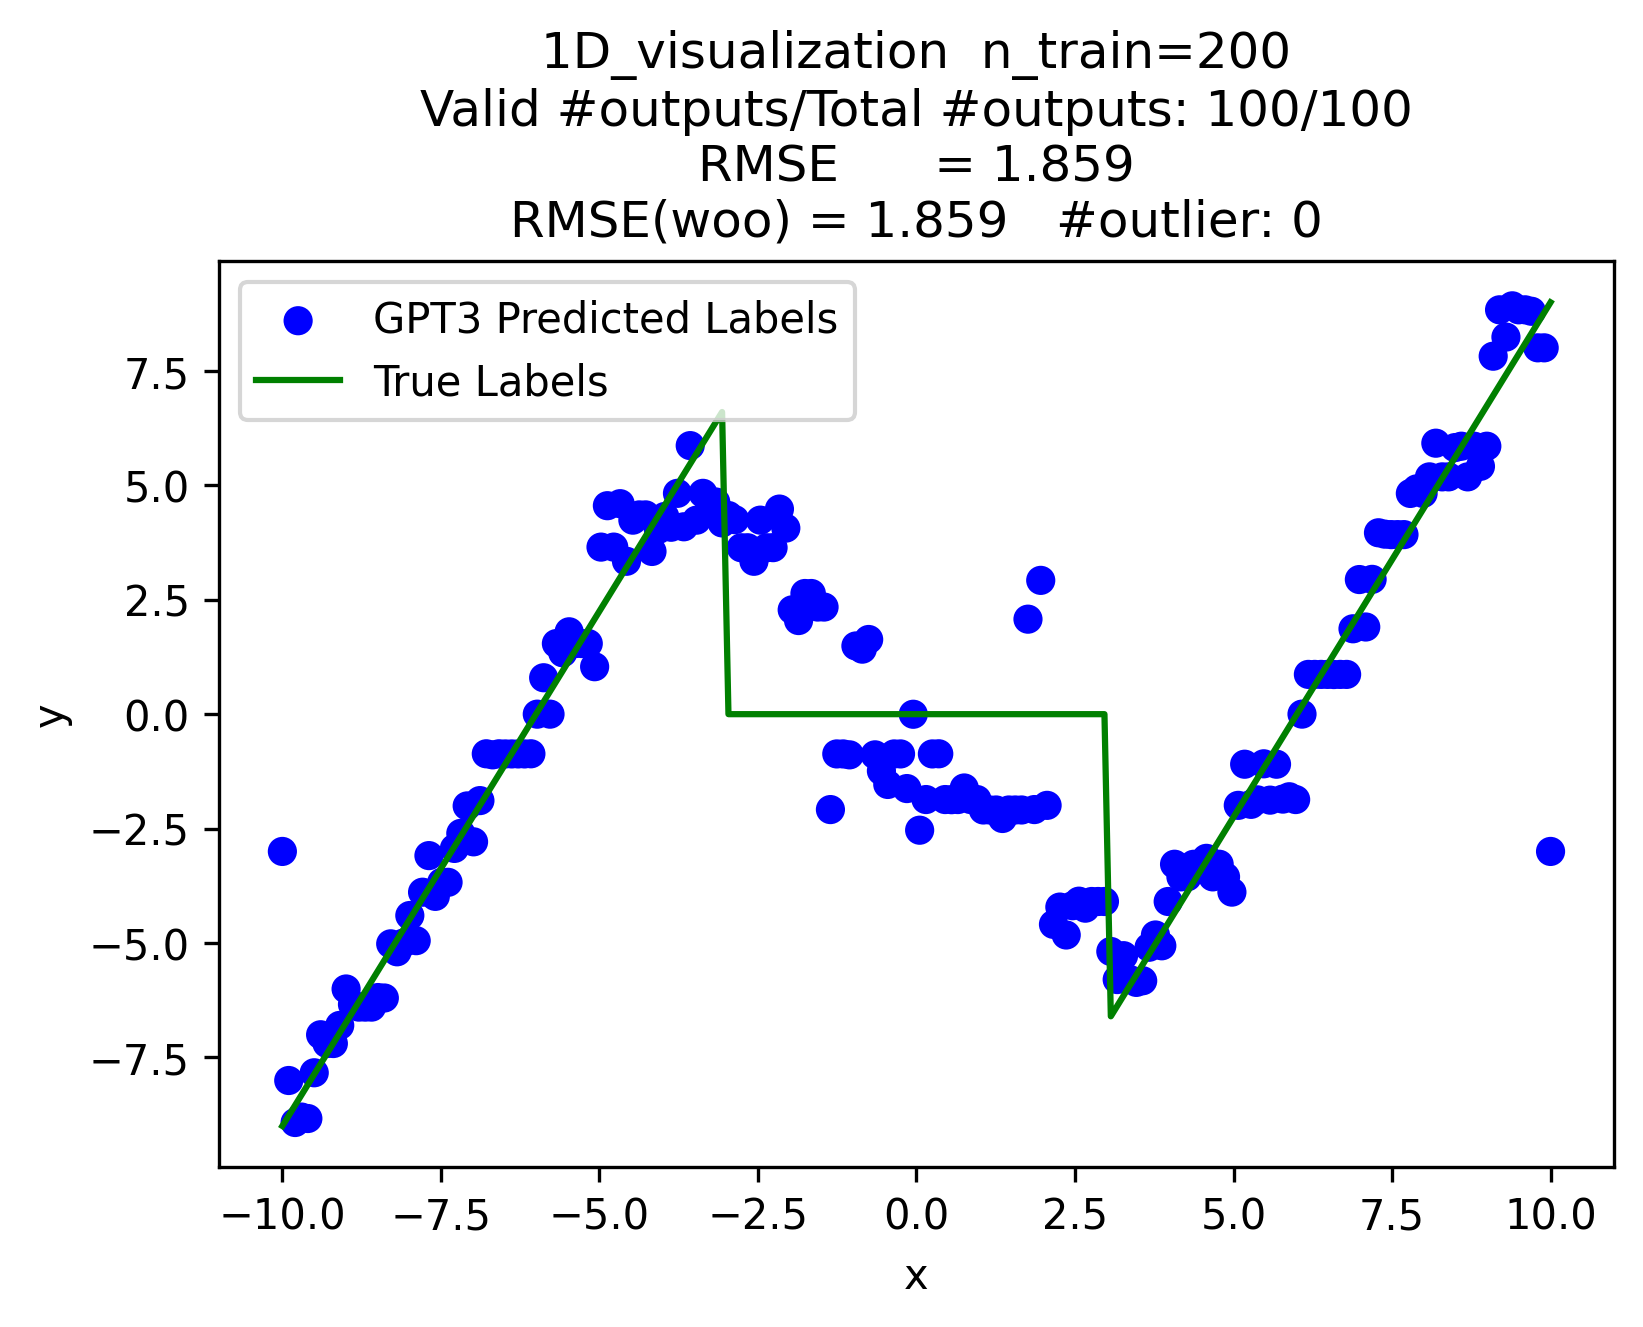 1D_visualization  n_train=200
Valid #outputs/Total #outputs: 100/100
RMSE      = 1.859
RMSE(woo) = 1.859   #outlier: 0
GPT3 Predicted Labels
True Labels
7.5
5.0
2.5
0.0
−2.5
−5.0
−7.5
y
−10.0 −7.5 −5.0 −2.5 0.0 2.5 5.0 7.5 10.0
x